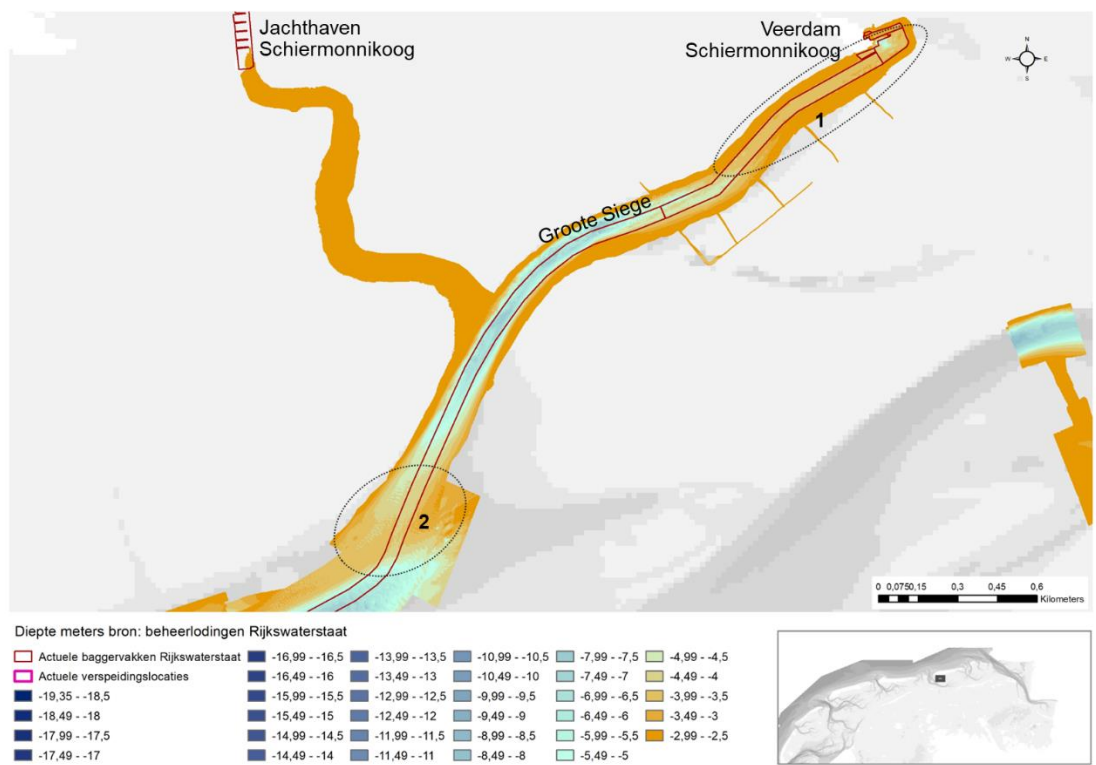 Jachthaven
Schiermonnikoog
Veerdam
Schiermonnikoog
N
W E
S
1
Groote Siege
2
0 0,075 0,15 0,3 0,45 0,6
Kilometers
Diepte meters bron: beheerlodingen Rijkswaterstaat
Actuele baggervakken Rijkswaterstaat
Actuele verspeidingslocaties
-19,35 - -18,5
-18,49 - -18
-17,99 - -17,5
-17,49 - -17
-16,99 - -16,5
-16,49 - -16
-15,99 - -15,5
-15,49 - -15
-14,99 - -14,5
-14,49 - -14
-13,99 - -13,5
-13,49 - -13
-12,99 - -12,5
-12,49 - -12
-11,99 - -11,5
-11,49 - -11
-10,99 - -10,5
-10,49 - -10
-9,99 - -9,5
-9,49 - -9
-8,99 - -8,5
-8,49 - -8
-7,99 - -7,5
-7,49 - -7
-6,99 - -6,5
-6,49 - -6
-5,99 - -5,5
-5,49 - -5
-4,99 - -4,5
-4,49 - -4
-3,99 - -3,5
-3,49 - -3
-2,99 - -2,5